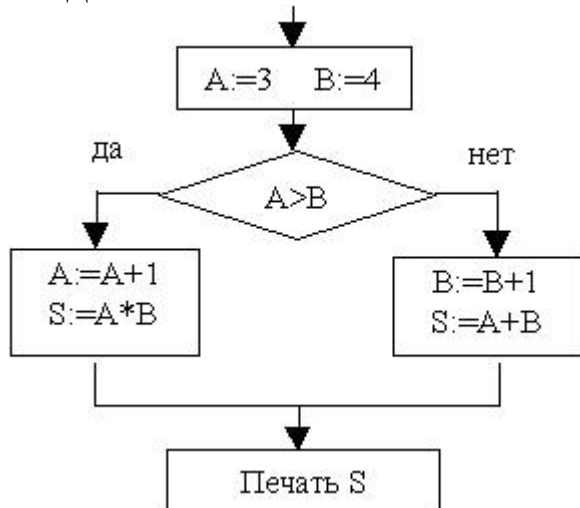 A:=3 B:=4
да
нет
A>B
A:=A+1
S:=A*B
B:=B+1
S:=A+B
Печать S